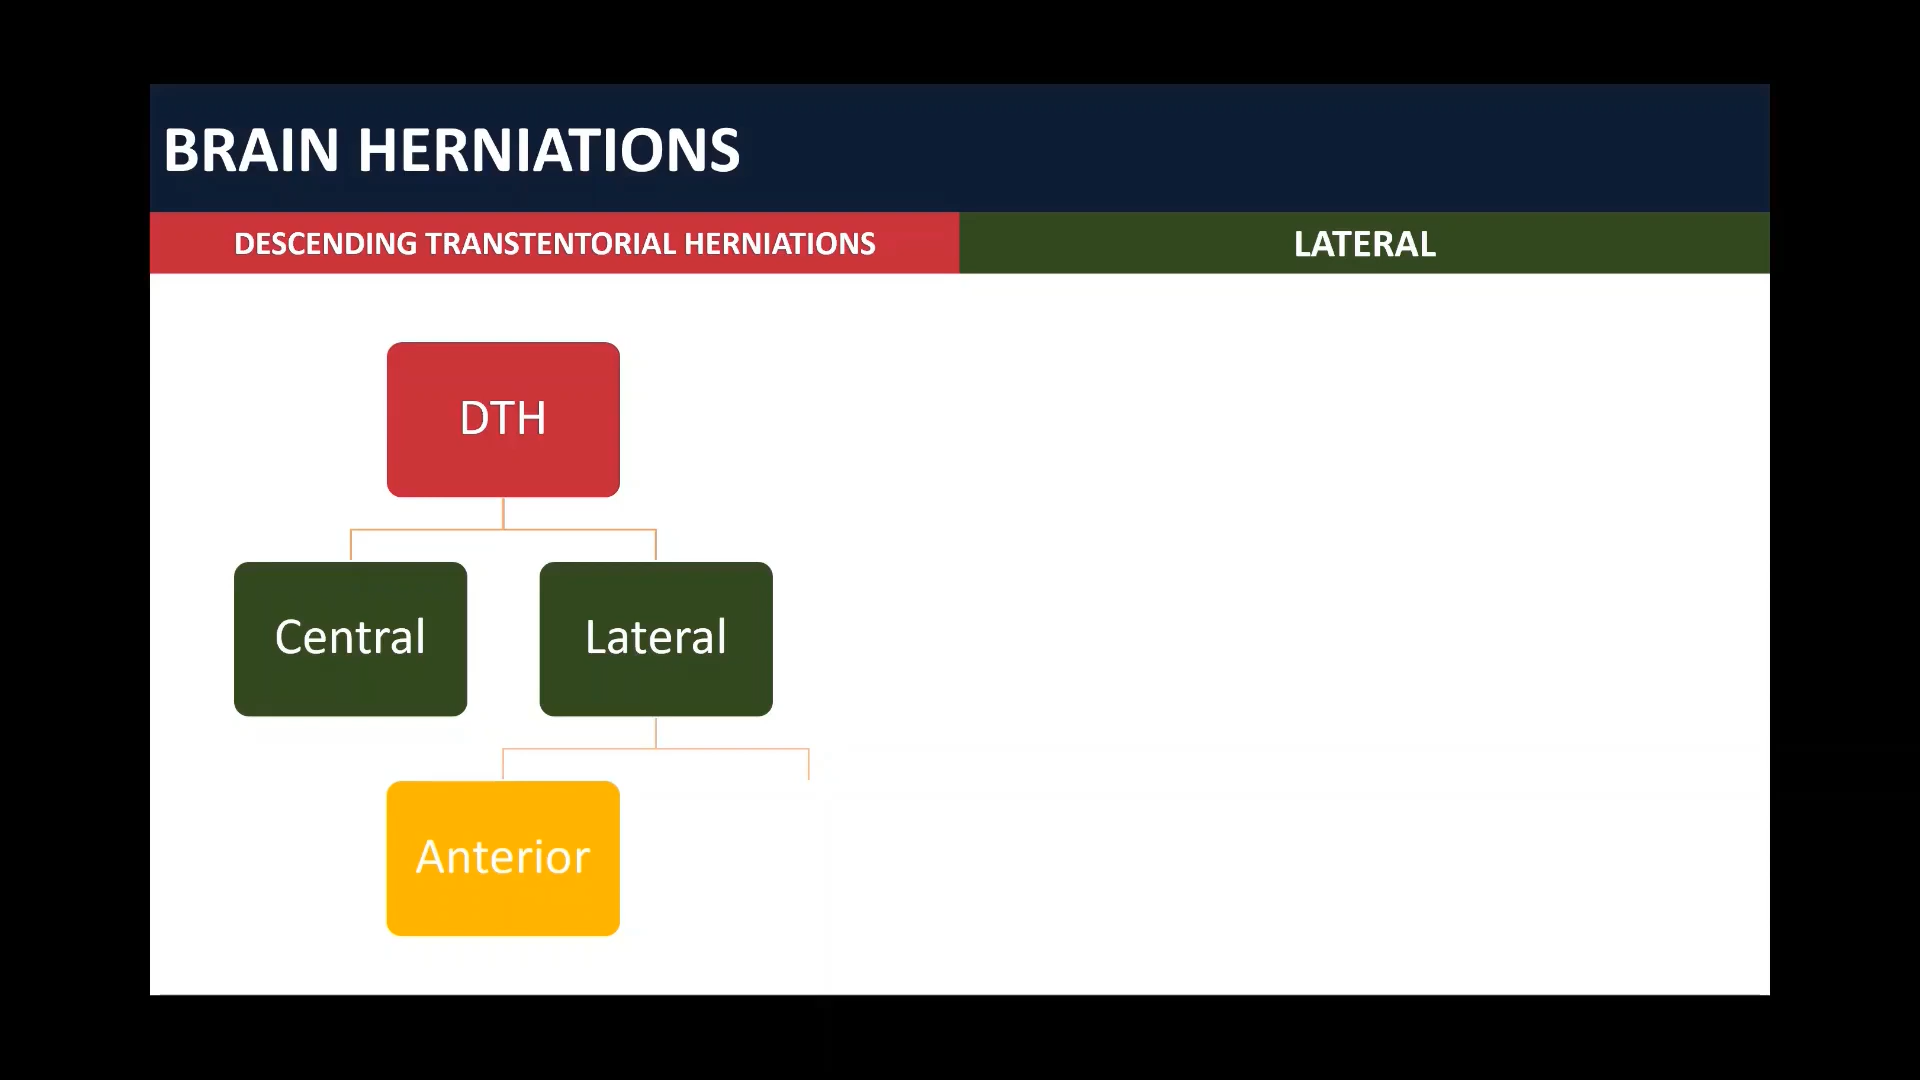 BRAIN HERNIATIONS
DESCENDING TRANSTENTORIAL HERNIATIONS
LATERAL
DTH
Central
Lateral
Anterior